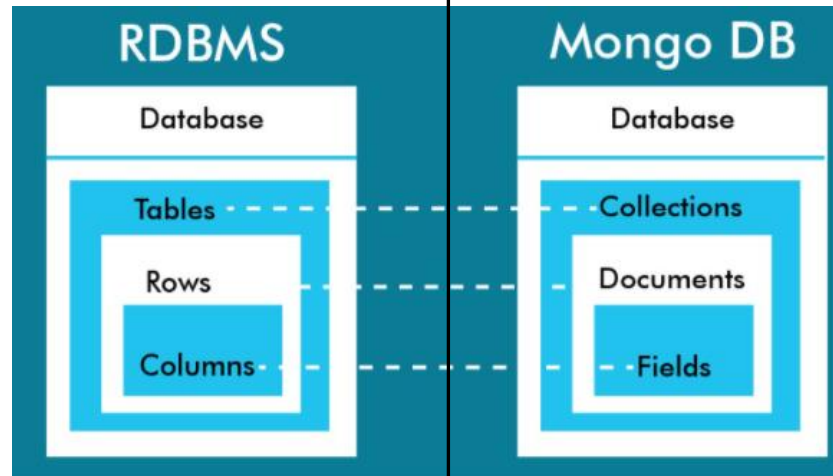 RDBMS
Database
Tables
Rows
Columns
Mongo DB
Database
Collections
Documents
Fields